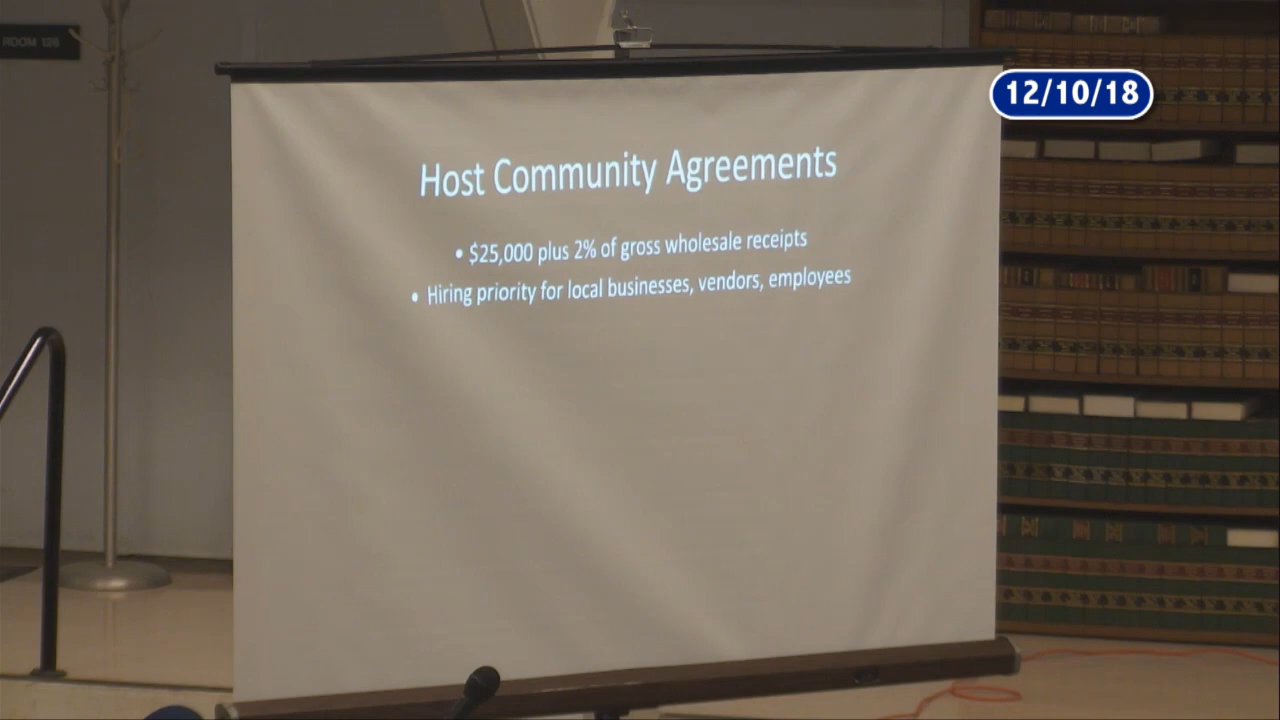 ROOM 126
12/10/18
Host Community Agreements
• $25,000 plus 2% of gross wholesale receipts
• Hiring priority for local businesses, vendors, employees